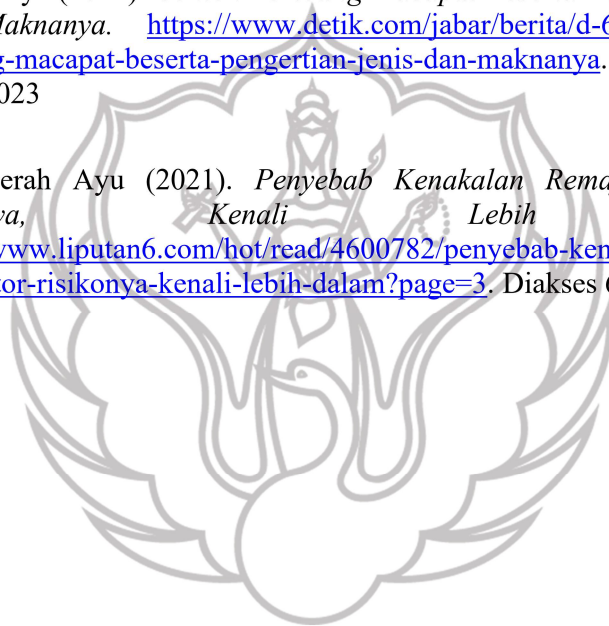 Maknanya. https://www.detik.com/jabar/berita/d-6
g-macapat-beserta-pengertian-jenis-dan-maknanya.
023
erah Ayu (2021). Penyebab Kenakalan Rema
va, Kenali Lebih
www.liputan6.com/hot/read/4600782/penyebab-ken
tor-risikonya-kenali-lebih-dalam?page=3. Diakses